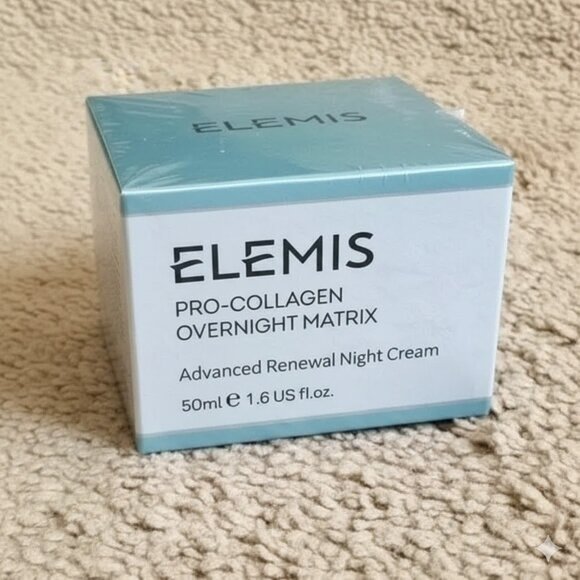 ELEMIS
ELEMIS
PRO-COLLAGEN
OVERNIGHT MATRIX
Advanced Renewal Night Cream
50ml ℮ 1.6 US fl.oz.